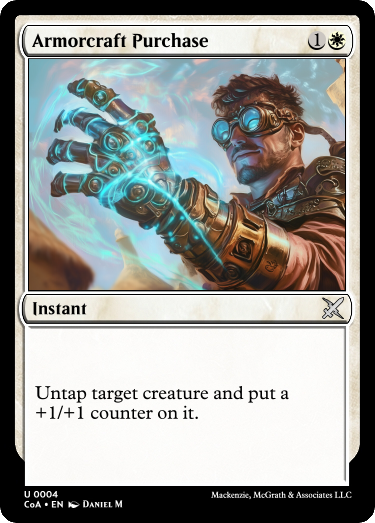 Armorcraft Purchase 1
Instant
Untap target creature and put a
+1/+1 counter on it.
U 0004
CoA • EN Daniel M
Mackenzie, McGrath & Associates LLC